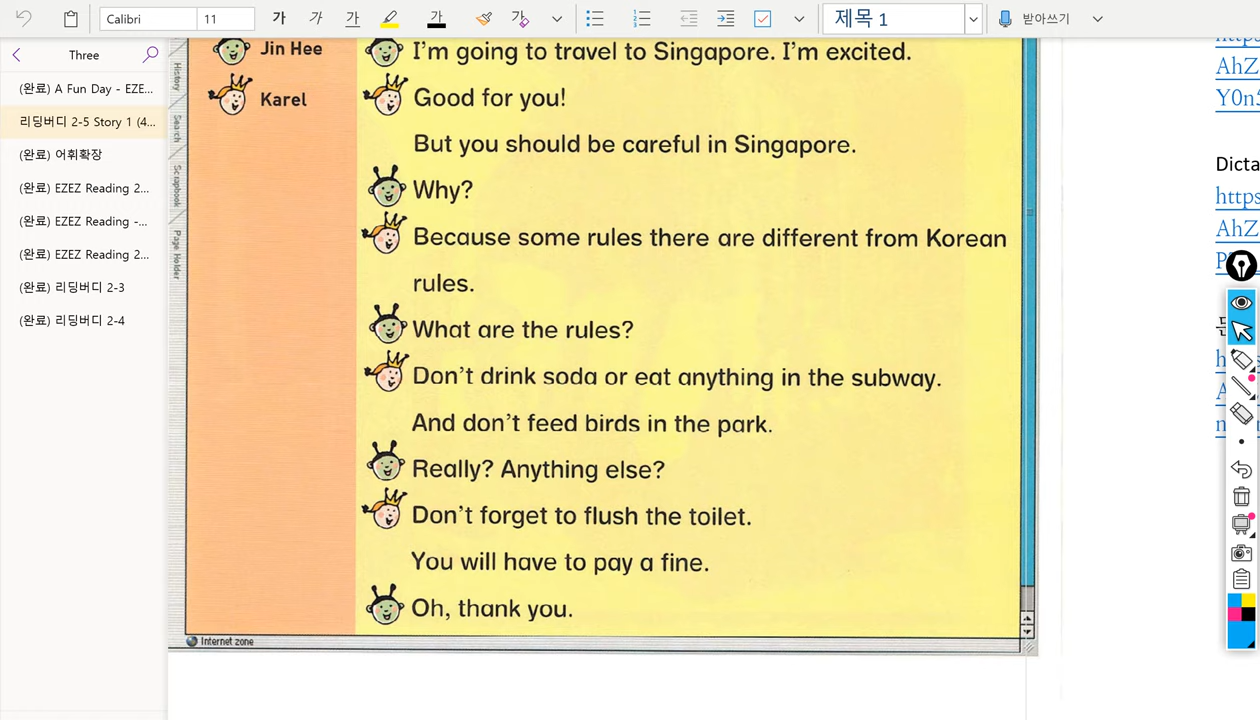 Calibri
11
가
가
가
가
가
제목 1
받아쓰기
Three
(완료) A Fun Day - EZE...
리딩버디 2-5 Story 1 (4...
(완료) 어휘확장
(완료) EZEZ Reading 2...
(완료) EZEZ Reading -...
(완료) EZEZ Reading 2...
(완료) 리딩버디 2-3
(완료) 리딩버디 2-4
History
Search
Scrapbook
Page Holder
Jin Hee
Karel
I'm going to travel to Singapore. I'm excited.
Good for you!
But you should be careful in Singapore.
Why?
Because some rules there are different from Korean
rules.
What are the rules?
Don't drink soda or eat anything in the subway.
And don't feed birds in the park.
Really? Anything else?
Don't forget to flush the toilet.
You will have to pay a fine.
Oh, thank you.
Internet zone
AhZ
Y0n
Dicta
https
AhZ